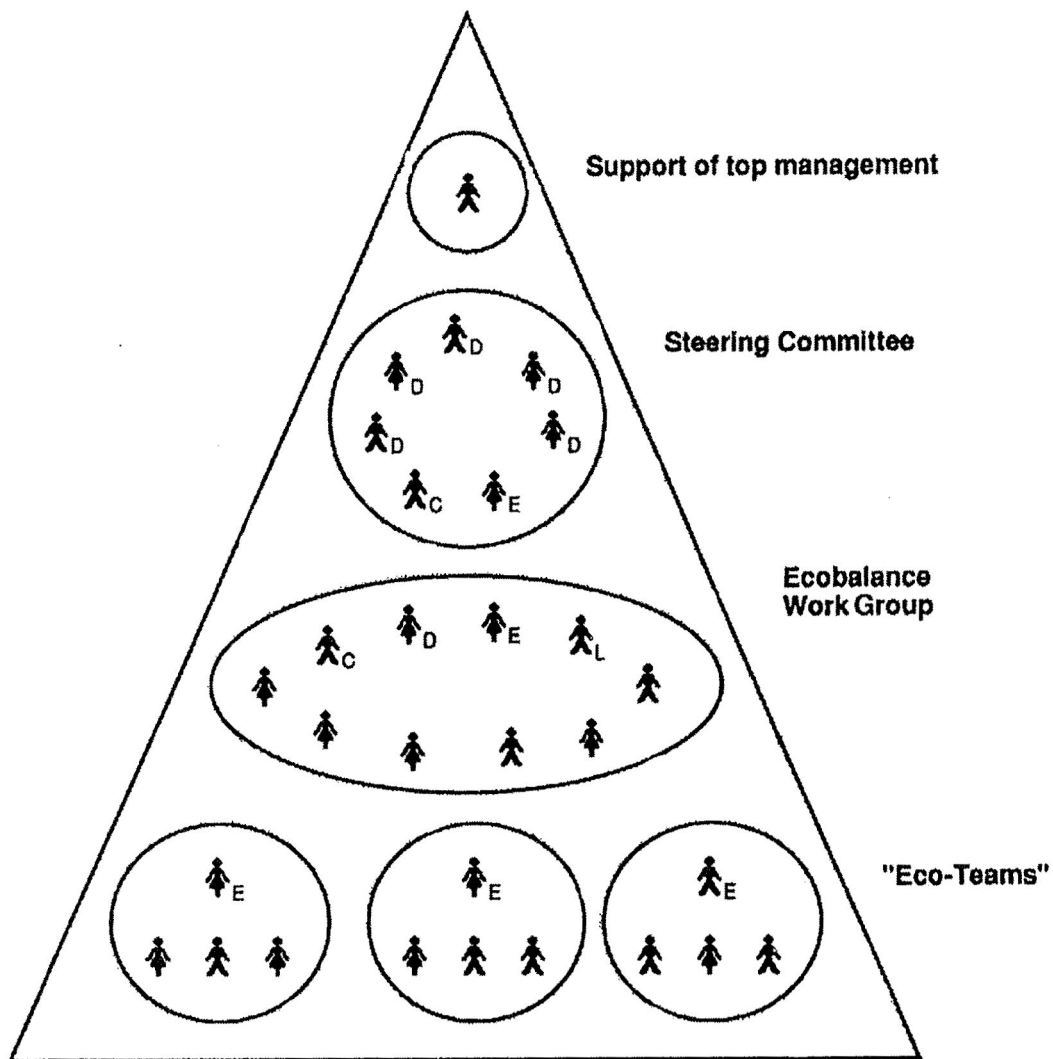 Support of top management
Steering Committee
D
D
D
D
D
C
E
Ecobalance
Work Group
D
E
C
L
"Eco-Teams"
E
E
E